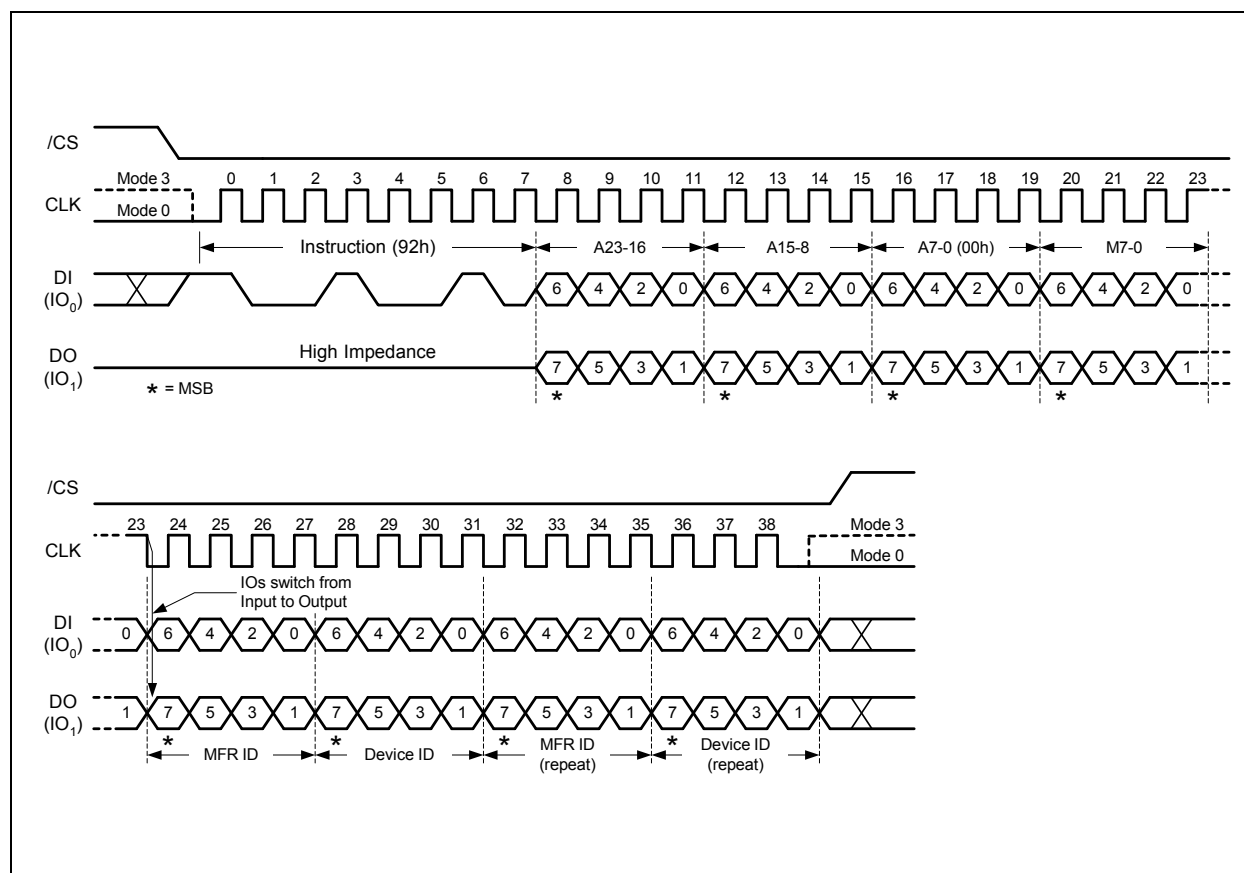 /CS
Mode 3 0 1 2 3 4 5 6 7 8 9 10 11 12 13 14 15 16 17 18 19 20 21 22 23
CLK
Mode 0
Instruction (92h) A23-16 A15-8 A7-0 (00h) M7-0
DI
(IO0)
6 4 2 0 6 4 2 0 6 4 2 0 6 4 2 0
High Impedance
DO
(IO1)
7 5 3 1 7 5 3 1 7 5 3 1 7 5 3 1
* = MSB
* * * *
/CS
23 24 25 26 27 28 29 30 31 32 33 34 35 36 37 38 Mode 3
CLK
Mode 0
IOs switch from
Input to Output
DI
(IO0)
0 6 4 2 0 6 4 2 0 6 4 2 0 6 4 2 0
DO
(IO1)
1 7 5 3 1 7 5 3 1 7 5 3 1 7 5 3 1
* * * *
MFR ID Device ID MFR ID
(repeat) Device ID
(repeat)